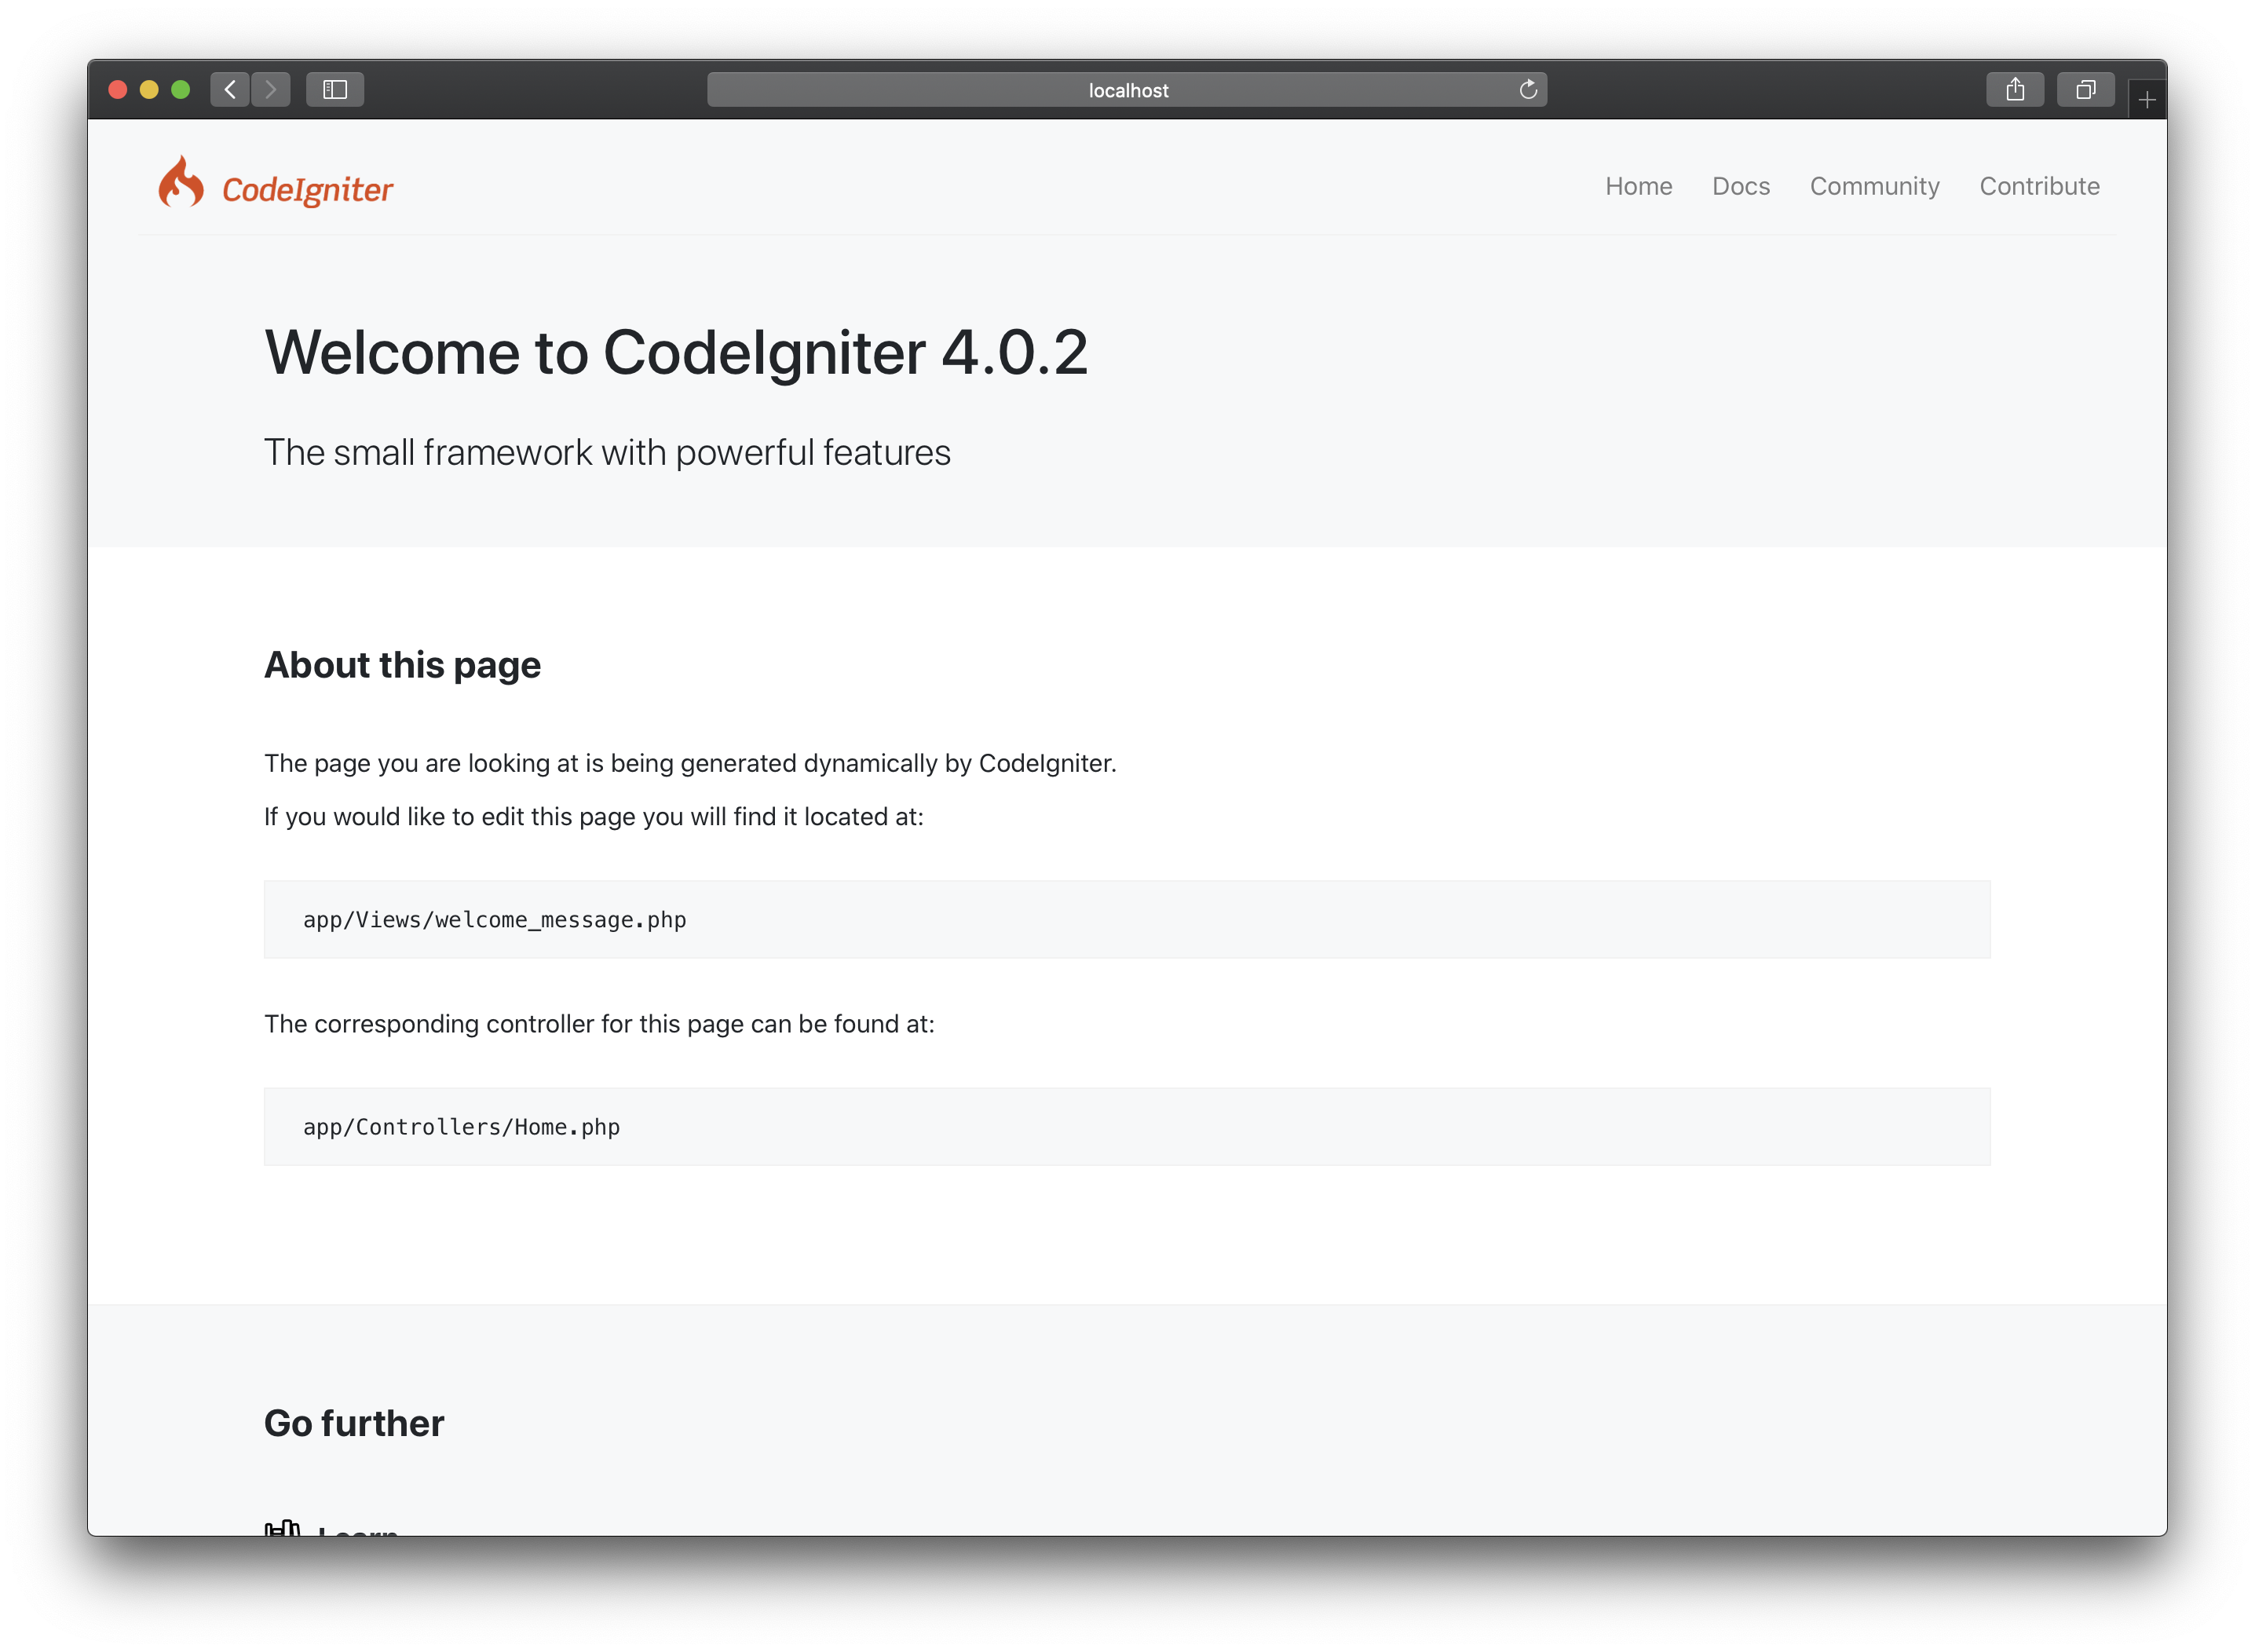 localhost
CodeIgniter
Home Docs Community Contribute
Welcome to CodeIgniter 4.0.2
The small framework with powerful features
About this page
The page you are looking at is being generated dynamically by CodeIgniter.
If you would like to edit this page you will find it located at:
app/Views/welcome_message.php
The corresponding controller for this page can be found at:
app/Controllers/Home.php
Go further
Learn